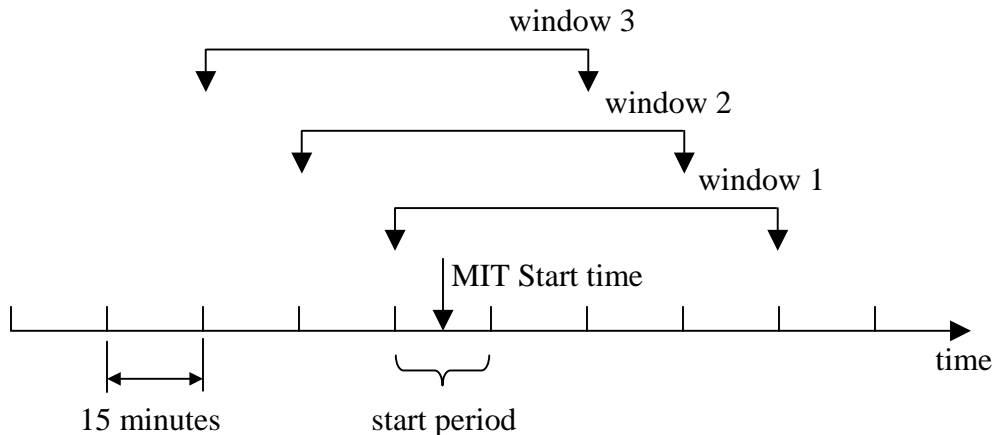 window 3
window 2
window 1
MIT Start time
time
15 minutes
start period